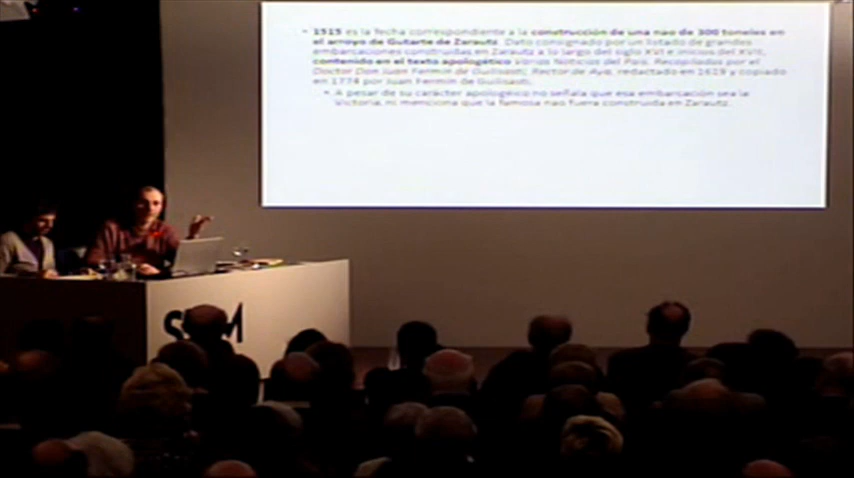 1515 es la fecha correspondiente a la construcción de una nao de 300 toneles en
el arroyo de Gutarte de Zarautz. Dato consignado por un listado de grandes
embarcaciones construidas en Zarautz a lo largo del siglo XVI e inicios del XVII,
contenido en el texto apologético Varios Noticias del País. Recopiladas por el
Doctor Don Juan Fermín de Guilisasti, Rector de Aya, redactado en 1619 y copiado
en 1774 por Juan Fermín de Guilisasti.
A pesar de su carácter apologético no señala que esa embarcación sea la
Victoria, ni menciona que la famosa nao fuera construida en Zarautz.